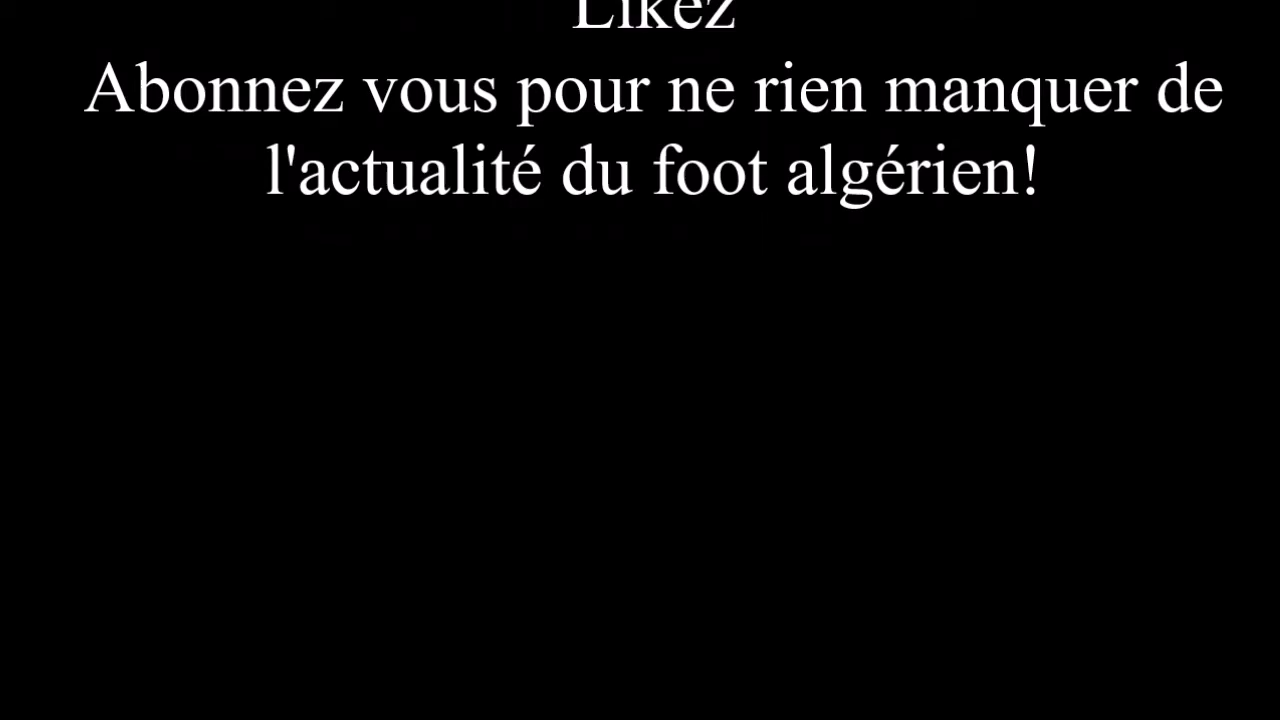 Likez
Abonnez vous pour ne rien manquer de
l'actualité du foot algérien!